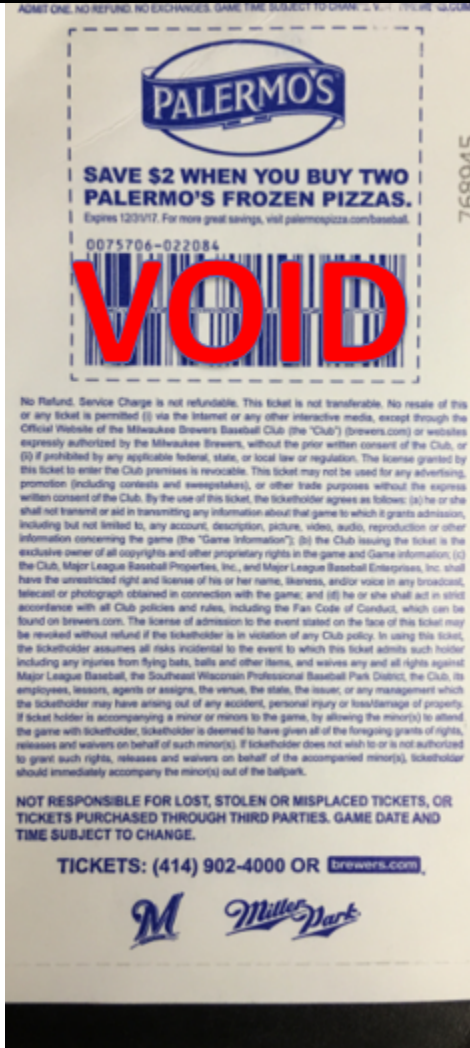 ADMIT ONE. NO REFUND. NO EXCHANGES. GAME TIME SUBJECT TO
PALERMO'S
SAVE $2 WHEN YOU BUY TWO
PALERMO'S FROZEN PIZZAS.
Expires 12/31/17. For more great savings, visit palermospizza.com/baseball.
0075706-022084
VOID
768945
No Refund. Service Charge is not refundable. This ticket is not transferable. No resale of this
or any ticket is permitted (i) via the Internet or any other interactive media, except through the
Official Website of the Milwaukee Brewers Baseball Club (the "Club") (brewers.com) or websites
expressly authorized by the Milwaukee Brewers, without the prior written consent of the Club, or
(ii) if prohibited by any applicable federal, state, or local law or regulation. The license granted by
this ticket to enter the Club premises is revocable. This ticket may not be used for any advertising,
promotion (including contests and sweepstakes), or other trade purposes without the express
written consent of the Club. By the use of this ticket, the ticketholder agrees as follows: (a) he or she
shall not transmit or aid in transmitting any information about that game to which it grants admission,
including but not limited to, any account, description, picture, video, audio, reproduction or other
information concerning the game (the "Game Information"); (b) the Club issuing the ticket is the
exclusive owner of all copyrights and other proprietary rights in the game and Game information; (c)
the Club, Major League Baseball Properties, Inc., and Major League Baseball Enterprises, Inc. shall
have the unrestricted right and license of his or her name, likeness, and/or voice in any broadcast,
telecast or photograph obtained in connection with the game; and (d) he or she shall act in strict
accordance with all Club policies and rules, including the Fan Code of Conduct, which can be
found on brewers.com. The license of admission to the event stated on the face of this ticket may
be revoked without refund if the ticketholder is in violation of any Club policy. In using this ticket,
the ticketholder assumes all risks incidental to the event to which this ticket admits such holder
including any injuries from flying bats, balls and other items, and waives any and all rights against
Major League Baseball, the Southeast Wisconsin Professional Baseball Park District, the Club, its
employees, lessors, agents or assigns, the venue, the state, the issuer, or any management which
the ticketholder may have arising out of any accident, personal injury or loss/damage of property.
If ticket holder is accompanying a minor or minors to the game, by allowing the minor(s) to attend
the game with ticketholder, ticketholder is deemed to have given all of the foregoing grants of rights,
releases and waivers on behalf of such minor(s). If ticketholder does not wish to or is not authorized
to grant such rights, releases and waivers on behalf of the accompanied minor(s), ticketholder
should immediately accompany the minor(s) out of the ballpark.
NOT RESPONSIBLE FOR LOST, STOLEN OR MISPLACED TICKETS, OR
TICKETS PURCHASED THROUGH THIRD PARTIES. GAME DATE AND
TIME SUBJECT TO CHANGE.
TICKETS: (414) 902-4000 OR brewers.com.
M Miller Park